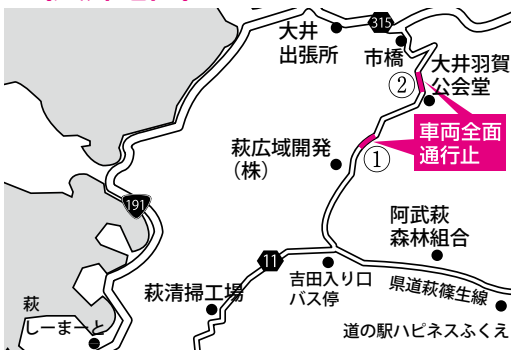 大井
出張所
315
市橋
大井羽賀
公会堂
②
車両全面
通行止
①
萩広域開発
(株)
191
阿武萩
森林組合
11
吉田入り口
バス停
県道萩篠生線
萩清掃工場
萩
しーまーと
道の駅ハピネスふくえ